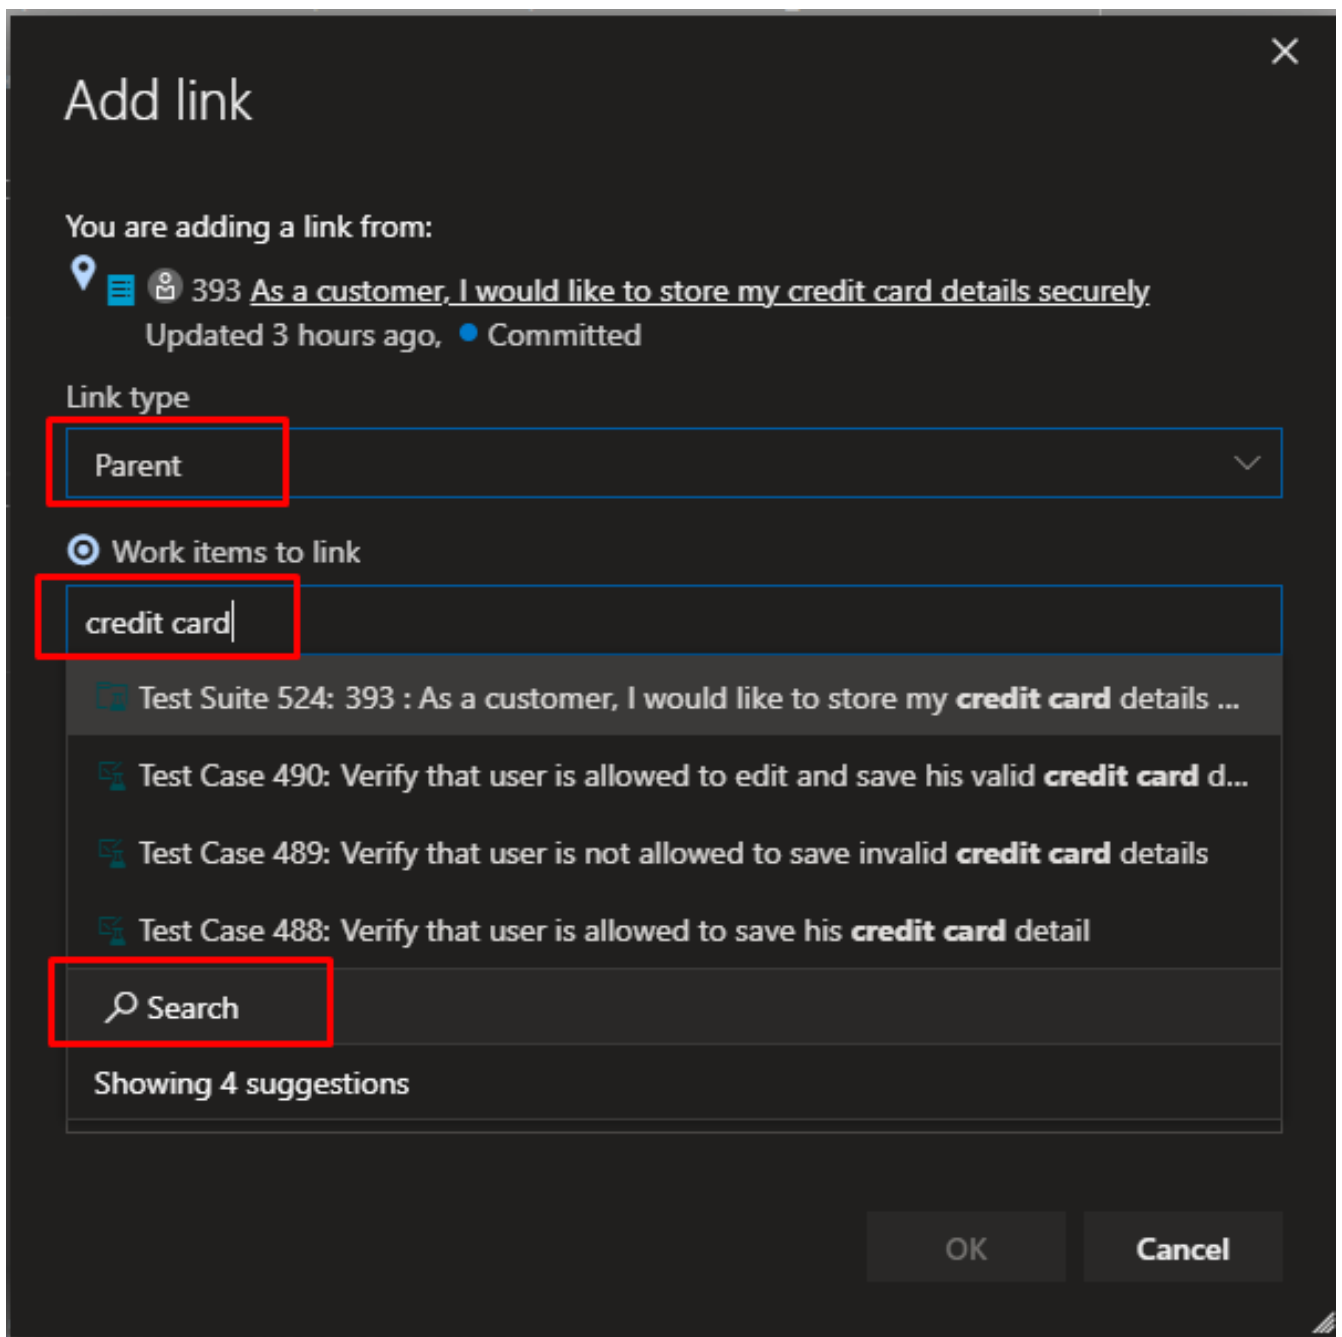 Add link
You are adding a link from:
393 As a customer, I would like to store my credit card details securely
Updated 3 hours ago, Committed
Link type
Parent
Work items to link
credit card
Test Suite 524: 393 : As a customer, I would like to store my credit card details ...
Test Case 490: Verify that user is allowed to edit and save his valid credit card d...
Test Case 489: Verify that user is not allowed to save invalid credit card details
Test Case 488: Verify that user is allowed to save his credit card detail
Search
Showing 4 suggestions
OK Cancel